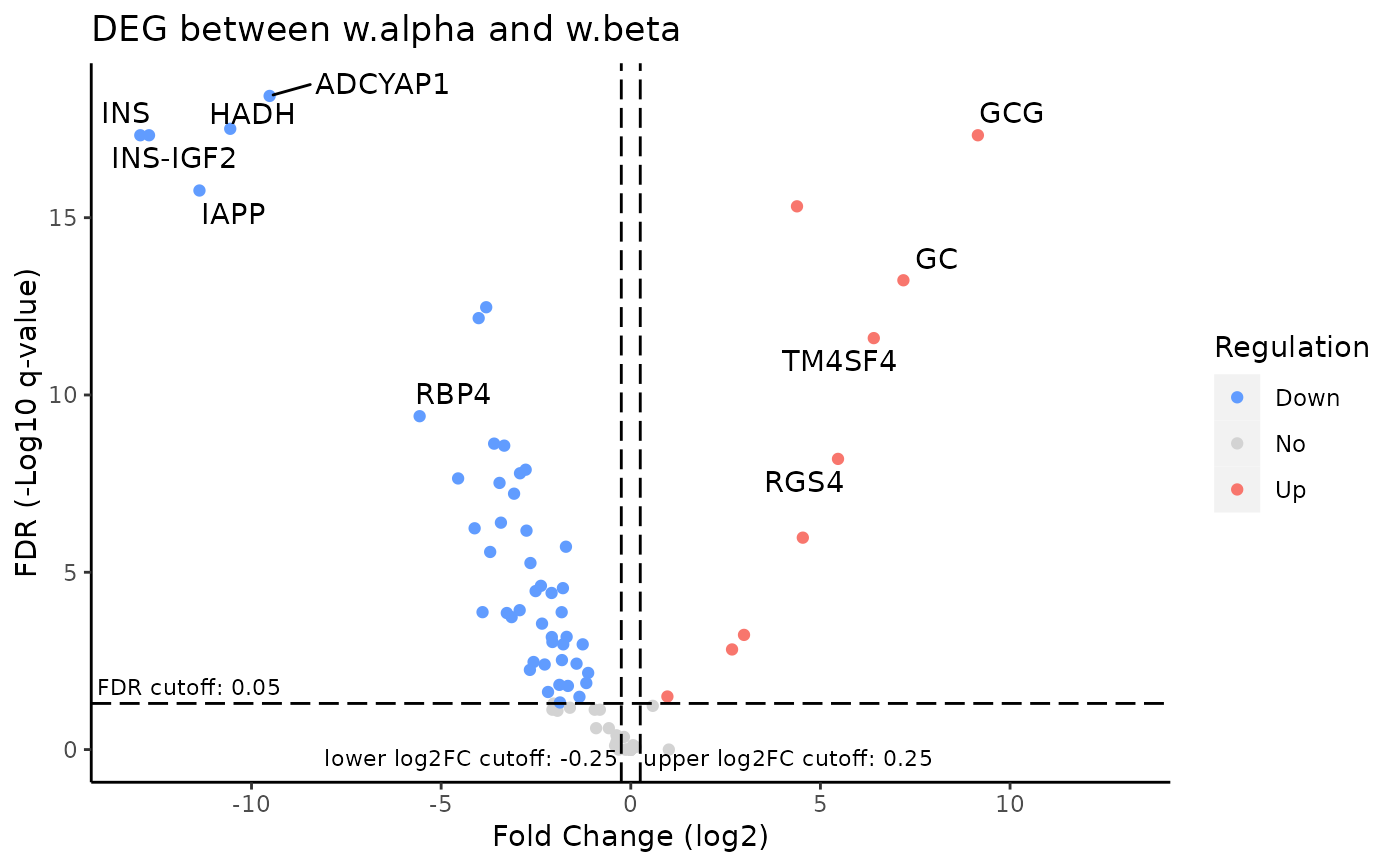 DEG between w.alpha and w.beta
ADCYAP1
INS
HADH
GCG
INS-IGF2
IAPP
15
GC
TM4SF4
RBP4
10
RGS4
5
FDR cutoff: 0.05
0
lower log2FC cutoff: -0.25
upper log2FC cutoff: 0.25
-10
-5
0
5
10
Fold Change (log2)
FDR (-Log10 q-value)
Regulation
Down
No
Up